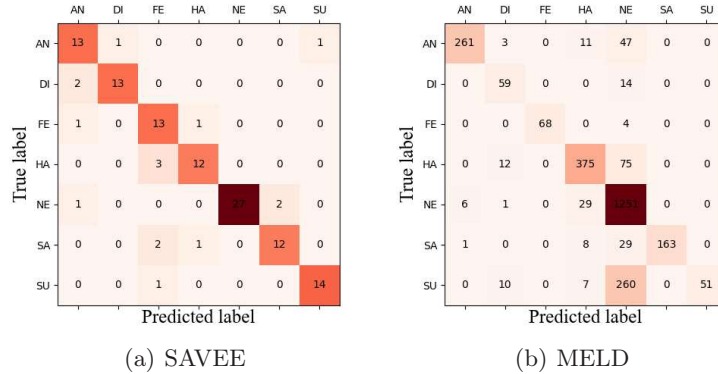 AN DI FE HA NE SA SU
AN 13 1 0 0 0 0 1
DI 2 13 0 0 0 0 0
FE 1 0 13 1 0 0 0
HA 0 0 3 12 0 0 0
NE 1 0 0 0 27 2 0
SA 0 0 2 1 0 12 0
SU 0 0 1 0 0 0 14
True label
Predicted label
(a) SAVEE
AN DI FE HA NE SA SU
AN 261 3 0 11 47 0 0
DI 0 59 0 0 14 0 0
FE 0 0 68 0 4 0 0
HA 0 12 0 375 75 0 0
NE 6 1 0 29 1251 0 0
SA 1 0 0 8 29 163 0
SU 0 10 0 7 260 0 51
True label
Predicted label
(b) MELD